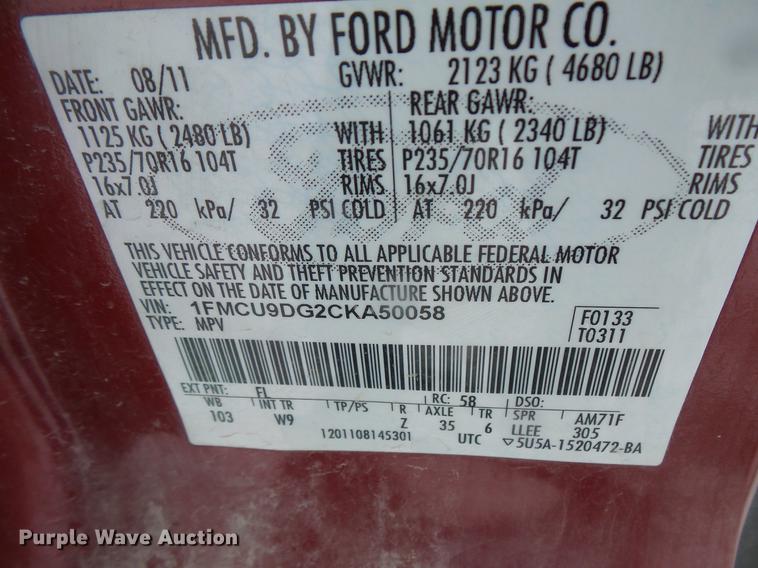 MFD. BY FORD MOTOR CO.
DATE: 08/11 GVWR: 2123 KG ( 4680 LB)
FRONT GAWR: REAR GAWR:
1125 KG ( 2480 LB) WITH 1061 KG ( 2340 LB) WITH
P235/70R16 104T TIRES P235/70R16 104T TIRES
16x7.0J RIMS 16x7.0J RIMS
AT 220 kPa/ 32 PSI COLD AT 220 kPa/ 32 PSI COLD
THIS VEHICLE CONFORMS TO ALL APPLICABLE FEDERAL MOTOR
VEHICLE SAFETY AND THEFT PREVENTION STANDARDS IN
EFFECT ON THE DATE OF MANUFACTURE SHOWN ABOVE.
VIN: 1FMCU9DG2CKA50058 F0133
TYPE: MPV T0311
EXT PNT: FL RC: 58 DSO:
WB INT TR TP/PS R AXLE TR SPR AM71F
103 W9 Z 35 6 LLEE 305
1201108145301 UTC ▽5U5A-1520472-BA
Ford
Purple Wave Auction